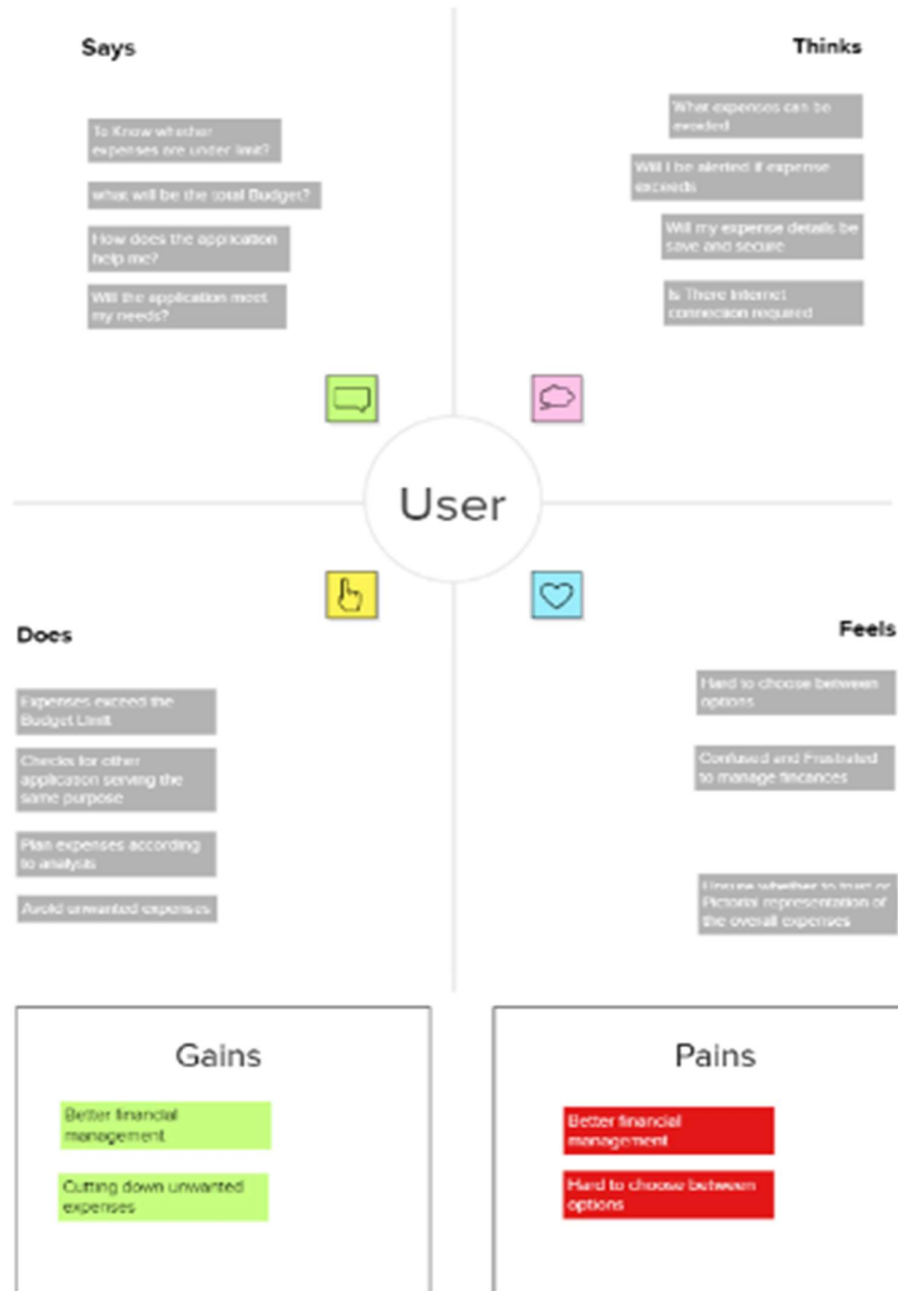 Says
To Know whether
expenses are under limit?
what will be the total Budget?
How does the application
help me?
Will the application meet
my needs?
Thinks
What expenses can be
avoided
Will I be alerted if expense
exceeds
Will my expense details be
save and secure
Is There Internet
connection required
User
Does
Expenses exceed the
Budget Limit
Checks for other
application serving the
same purpose
Plan expenses according
to analysis
Avoid unwanted expenses
Feels
Hard to choose between
options
Confused and Frustrated
to manage fincances
Unsure whether to trust or
Pictorial representation of
the overall expenses
Gains
Better financial
management
Cutting down unwanted
expenses
Pains
Better financial
management
Hard to choose between
options